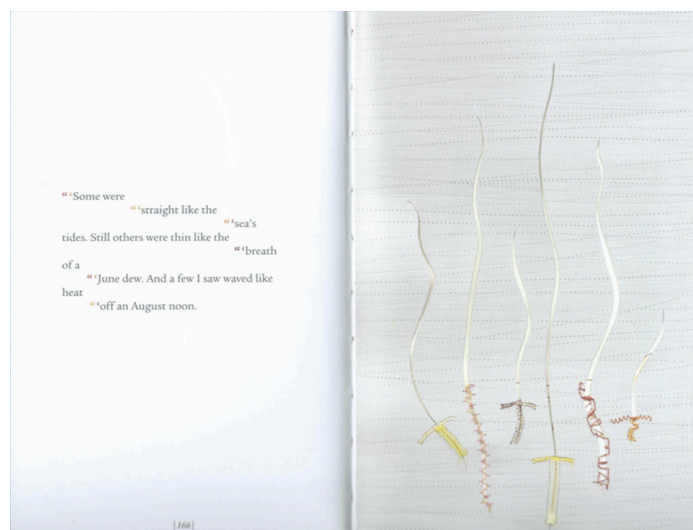 “‘Some were
“‘straight like the
“‘sea's
tides. Still others were thin like the
“‘breath
of a
“‘June dew. And a few I saw waved like
heat
“‘off an August noon.
|166|